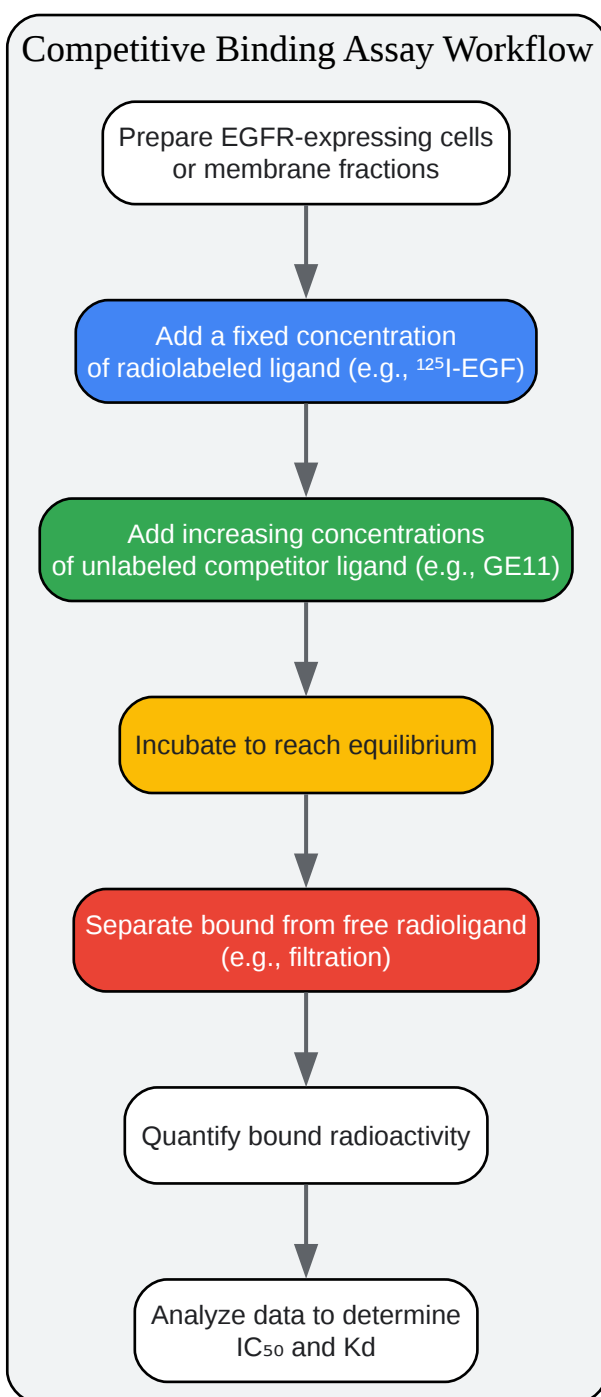 Competitive Binding Assay Workflow
Prepare EGFR-expressing cells
or membrane fractions
Add a fixed concentration
of radiolabeled ligand (e.g., ¹²⁵I-EGF)
Add increasing concentrations
of unlabeled competitor ligand (e.g., GE11)
Incubate to reach equilibrium
Separate bound from free radioligand
(e.g., filtration)
Quantify bound radioactivity
Analyze data to determine
IC₅₀ and Kd